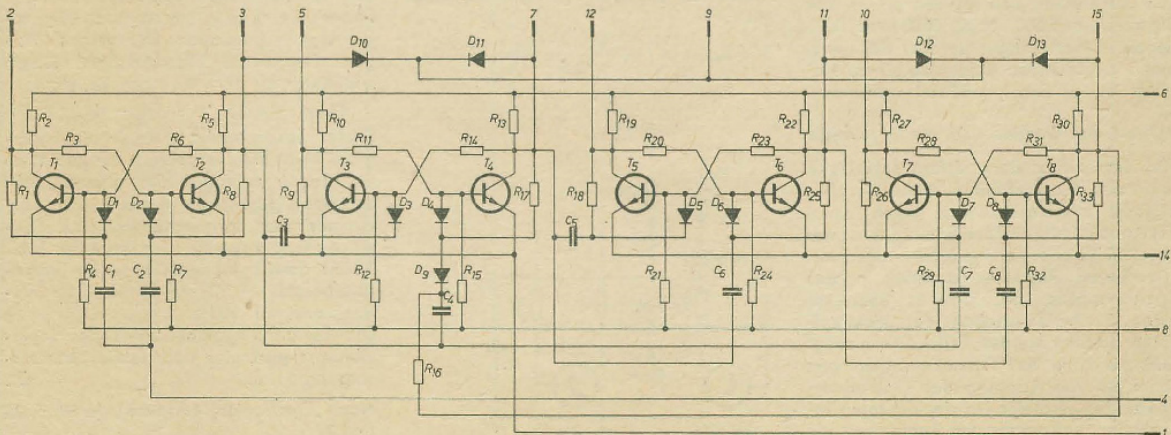 2 3 5 7 12 9 11 10 15
D10 D11 D12 D13
6
R2 R5 R10 R13 R19 R22 R27 R30
R3 R6 R11 R14 R20 R23 R28 R31
T1 T2 T3 T4 T5 T6 T7 T8
R1 D1 D2 R8 R9 D3 D4 R17 R18 D5 D6 R25 R26 D7 D8 R33
C3 C5
14
R4 C1 C2 R7 R12 D9 R15 R21 C6 R24 R29 C7 C8 R32
C4
8
R16
4
1